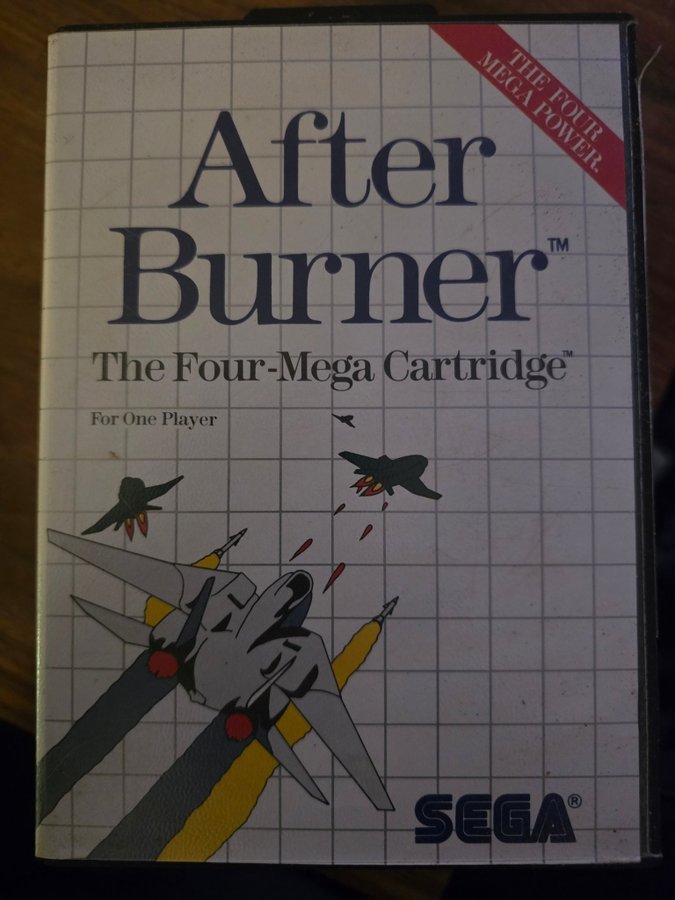 THE FOUR
MEGA POWER.
After
Burner™
The Four-Mega Cartridge™
For One Player
SEGA®